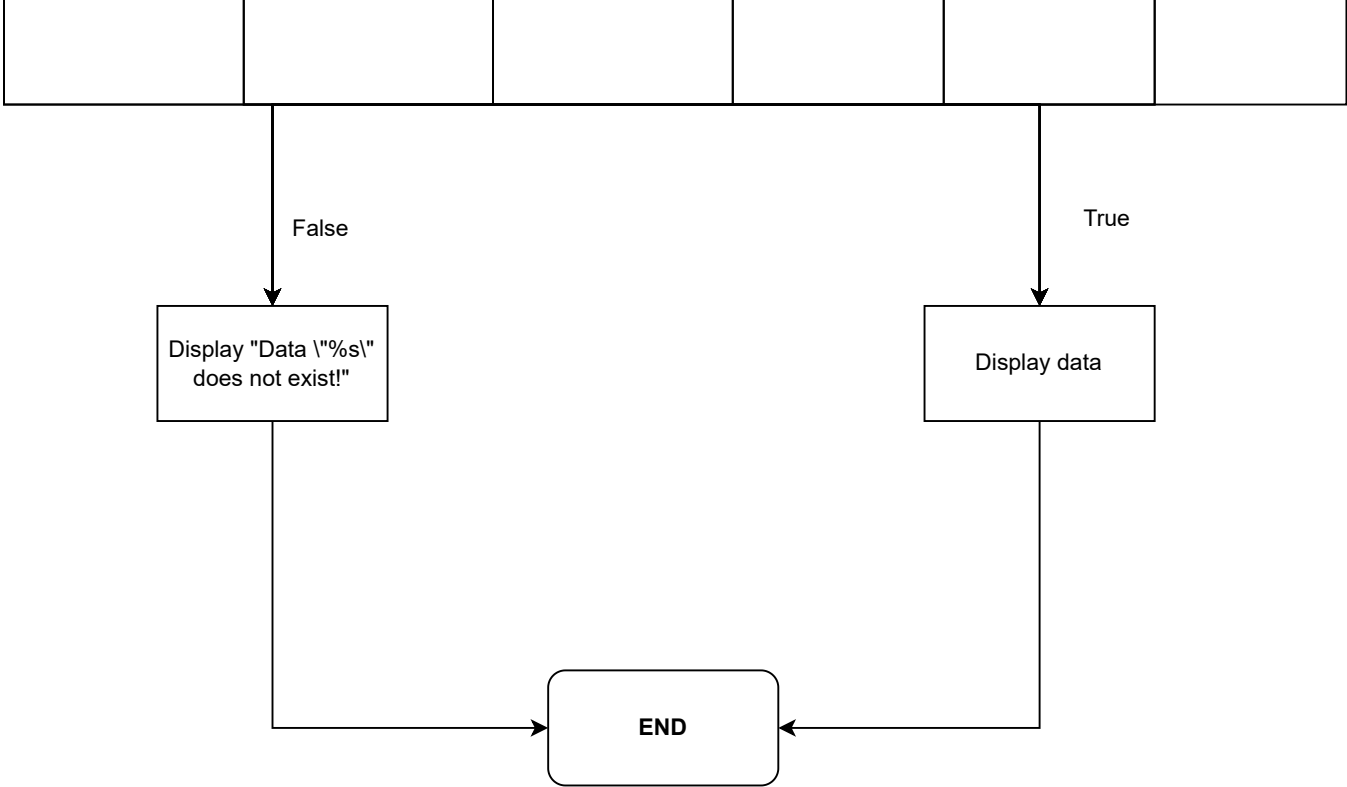 False
True
Display "Data \"%s\"
does not exist!"
Display data
END